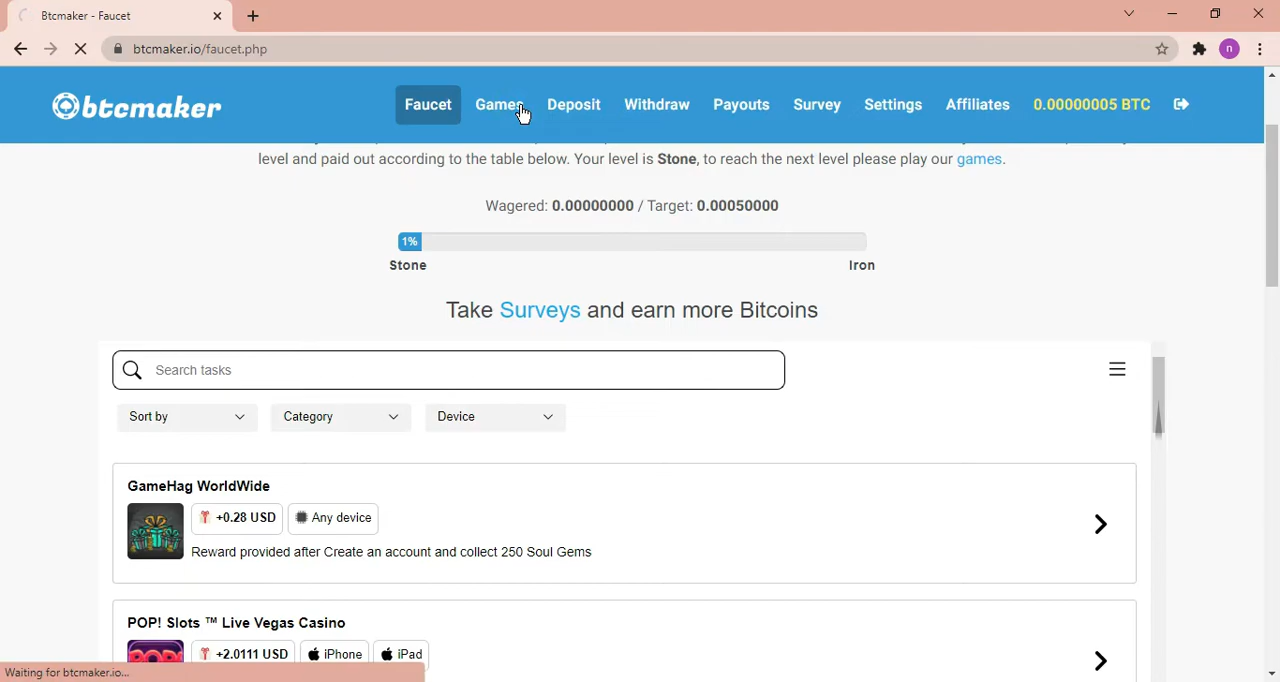 Btcmaker - Faucet
btcmaker.io/faucet.php
n
btcmaker
Faucet Games Deposit Withdraw Payouts Survey Settings Affiliates 0.00000005 BTC
level and paid out according to the table below. Your level is Stone, to reach the next level please play our games.
Wagered: 0.00000000 / Target: 0.00050000
1%
Stone Iron
Take Surveys and earn more Bitcoins
Search tasks
Sort by Category Device
GameHag WorldWide
+0.28 USD Any device
Reward provided after Create an account and collect 250 Soul Gems
POP! Slots ™ Live Vegas Casino
+2.0111 USD iPhone iPad
Waiting for btcmaker.io...